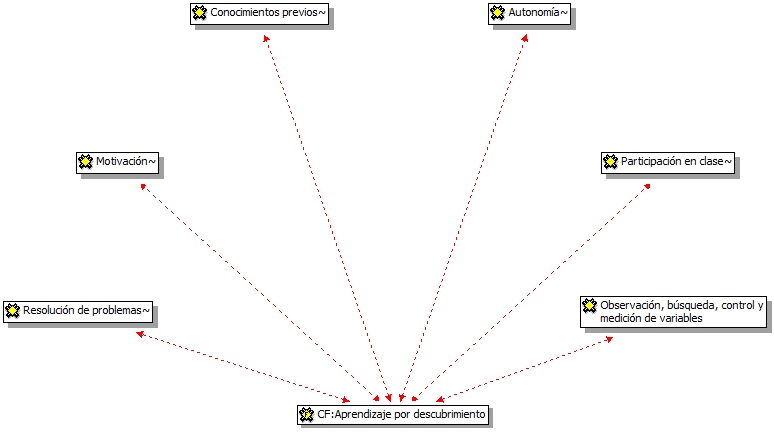 Conocimientos previos~
Autonomía~
Motivación~
Participación en clase~
Resolución de problemas~
Observación, búsqueda, control y
medición de variables
CF:Aprendizaje por descubrimiento